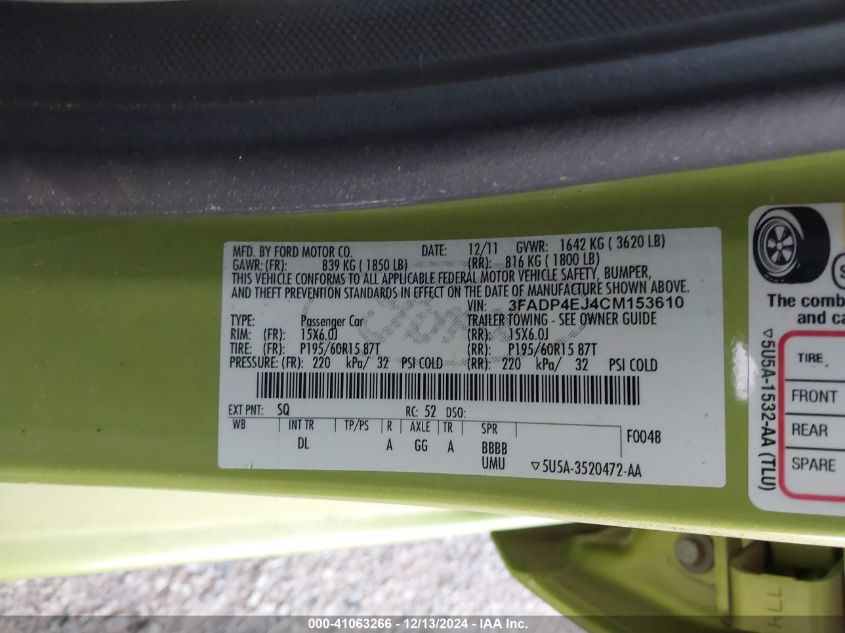 MFD. BY FORD MOTOR CO. DATE: 12/11 GVWR: 1642 KG ( 3620 LB)
GAWR: (FR): 839 KG ( 1850 LB) (RR): 816 KG ( 1800 LB)
THIS VEHICLE CONFORMS TO ALL APPLICABLE FEDERAL MOTOR VEHICLE SAFETY, BUMPER,
AND THEFT PREVENTION STANDARDS IN EFFECT ON THE DATE OF MANUFACTURE SHOWN ABOVE.
VIN: 3FADP4EJ4CM153610
TYPE: Passenger Car TRAILER TOWING - SEE OWNER GUIDE
RIM: (FR): 15X6.0J (RR): 15X6.0J
TIRE: (FR): P195/60R15 87T (RR): P195/60R15 87T
PRESSURE: (FR): 220 kPa/ 32 PSI COLD (RR): 220 kPa/ 32 PSI COLD
EXT PNT: SQ RC: 52 DSO:
WB INT TR TP/PS R AXLE TR SPR F0048
DL A GG A BBBB
UMU ▽5U5A-3520472-AA
The comb
and ca
▽5U5A-1532-AA (TLU)
TIRE
FRONT
REAR
SPARE
000-41063266 - 12/13/2024 - IAA Inc.